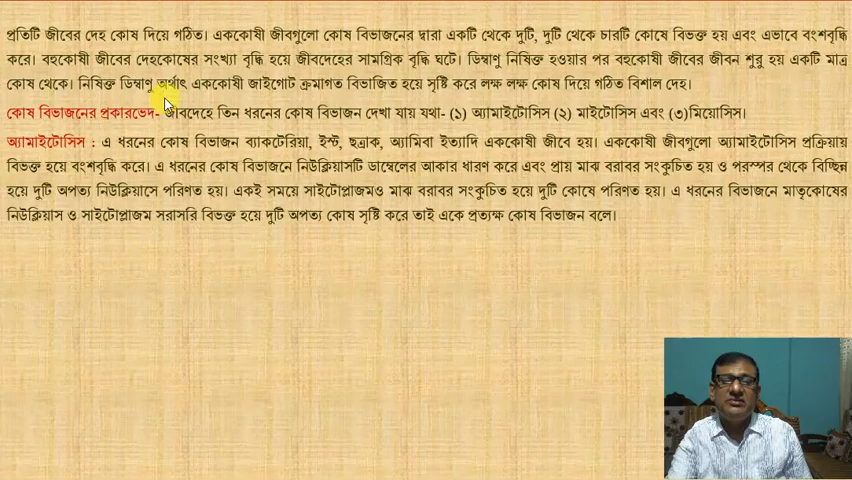 প্রতিটি জীবের দেহ কোষ দিয়ে গঠিত। এককোষী জীবগুলো কোষ বিভাজনের দ্বারা একটি থেকে দুটি, দুটি থেকে চারটি কোষে বিভক্ত হয় এবং এভাবে বংশবৃদ্ধি
করে। বহুকোষী জীবের দেহকোষের সংখ্যা বৃদ্ধি হয়ে জীবদেহের সামগ্রিক বৃদ্ধি ঘটে। ডিম্বাণু নিষিক্ত হওয়ার পর বহুকোষী জীবের জীবন শুরু হয় একটি মাত্র
কোষ থেকে। নিষিক্ত ডিম্বাণু অর্থাৎ এককোষী জাইগোট ক্রমাগত বিভাজিত হয়ে সৃষ্টি করে লক্ষ লক্ষ কোষ দিয়ে গঠিত বিশাল দেহ।
কোষ বিভাজনের প্রকারভেদ- জীবদেহে তিন ধরনের কোষ বিভাজন দেখা যায় যথা- (১) অ্যামাইটোসিস (২) মাইটোসিস এবং (৩)মিয়োসিস।
অ্যামাইটোসিস : এ ধরনের কোষ বিভাজন ব্যাকটেরিয়া, ইস্ট, ছত্রাক, অ্যামিবা ইত্যাদি এককোষী জীবে হয়। এককোষী জীবগুলো অ্যামাইটোসিস প্রক্রিয়ায়
বিভক্ত হয়ে বংশবৃদ্ধি করে। এ ধরনের কোষ বিভাজনে নিউক্লিয়াসটি ডাম্বেলের আকার ধারণ করে এবং প্রায় মাঝ বরাবর সংকুচিত হয় ও পরস্পর থেকে বিচ্ছিন্ন
হয়ে দুটি অপত্য নিউক্লিয়াসে পরিণত হয়। একই সময়ে সাইটোপ্লাজমও মাঝ বরাবর সংকুচিত হয়ে দুটি কোষে পরিণত হয়। এ ধরনের বিভাজনে মাতৃকোষের
নিউক্লিয়াস ও সাইটোপ্লাজম সরাসরি বিভক্ত হয়ে দুটি অপত্য কোষ সৃষ্টি করে তাই একে প্রত্যক্ষ কোষ বিভাজন বলে।